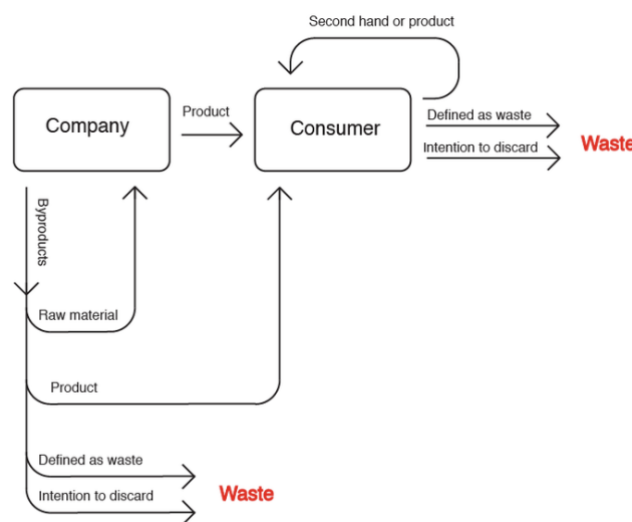 Second hand or product
Company
Product
Consumer
Defined as waste
Intention to discard
Waste
Byproducts
Raw material
Product
Defined as waste
Intention to discard
Waste